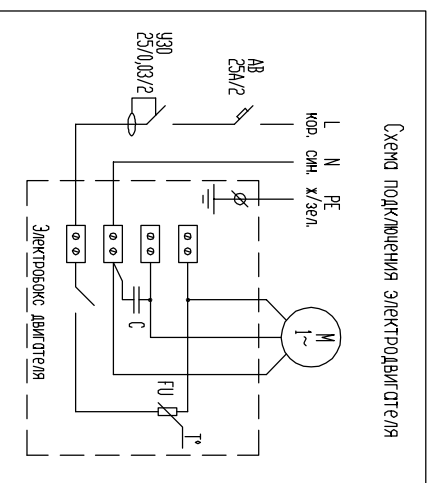 Схема подключения электродвигателя
L
кор.
N
син.
PE
ж/зел.
АВ
25А/2
УЗО
25/0,03/2
M
1~
C
FU
T°
Электробокс двигателя